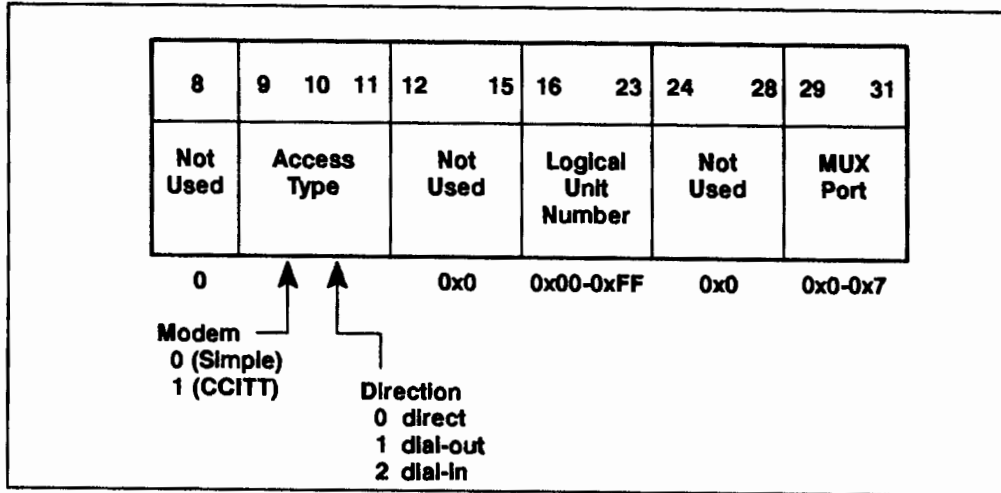 8 9 10 11 12 15 16 23 24 28 29 31
Not Used Access Type Not Used Logical Unit Number Not Used MUX Port
0 0x0 0x00-0xFF 0x0 0x0-0x7
Modem
0 (Simple)
1 (CCITT)
Direction
0 direct
1 dial-out
2 dial-in